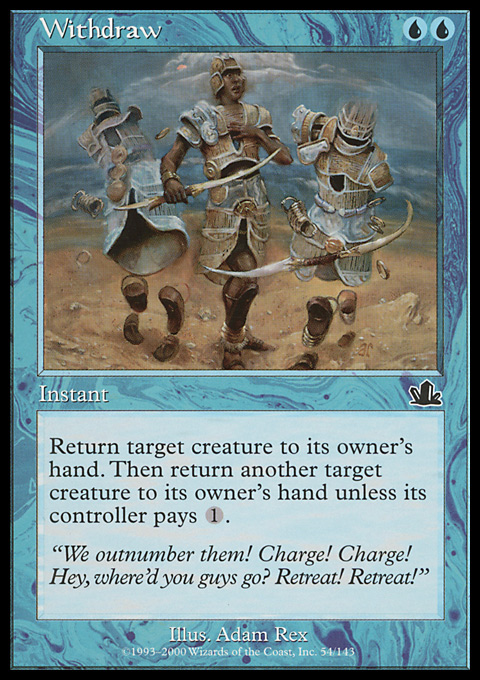 Withdraw
Instant
Return target creature to its owner's
hand. Then return another target
creature to its owner's hand unless its
controller pays 1.
“We outnumber them! Charge! Charge!
Hey, where'd you guys go? Retreat! Retreat!”
Illus. Adam Rex
©1993–2000 Wizards of the Coast, Inc. 54/143